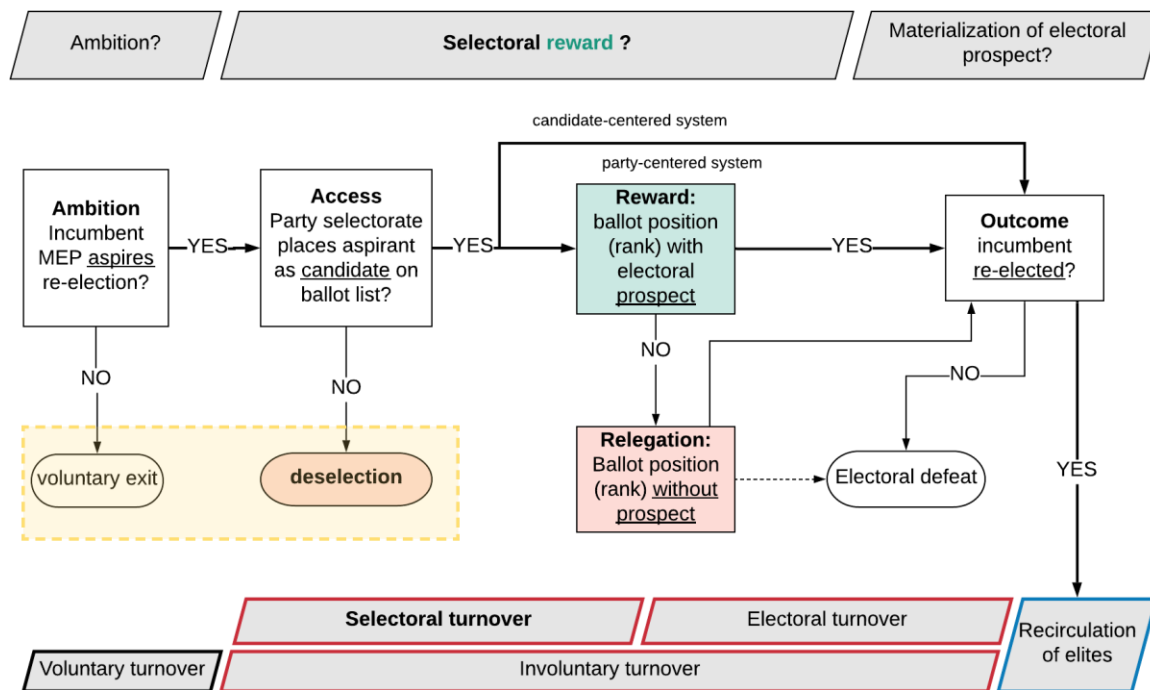 Ambition?
Selectoral reward ?
Materialization of electoral
prospect?
candidate-centered system
party-centered system
Ambition
Incumbent
MEP aspires
re-election?
YES
Access
Party selectorate
places aspirant
as candidate on
ballot list?
YES
Reward:
ballot position
(rank) with
electoral
prospect
YES
Outcome
incumbent
re-elected?
NO
NO
NO
NO
YES
voluntary exit
deselection
Relegation:
Ballot position
(rank) without
prospect
Electoral defeat
Selectoral turnover
Electoral turnover
Recirculation
of elites
Voluntary turnover
Involuntary turnover